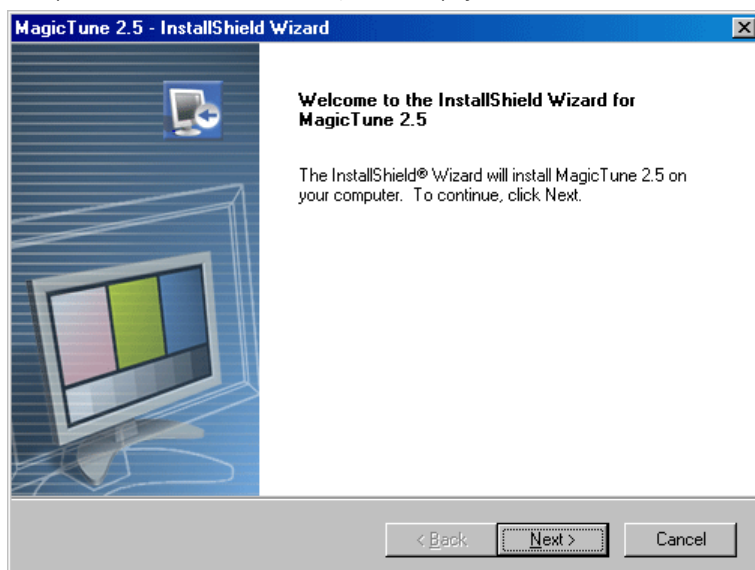 MagicTune 2.5 - InstallShield Wizard
Welcome to the InstallShield Wizard for
MagicTune 2.5
The InstallShield® Wizard will install MagicTune 2.5 on
your computer. To continue, click Next.
< Back
Next >
Cancel